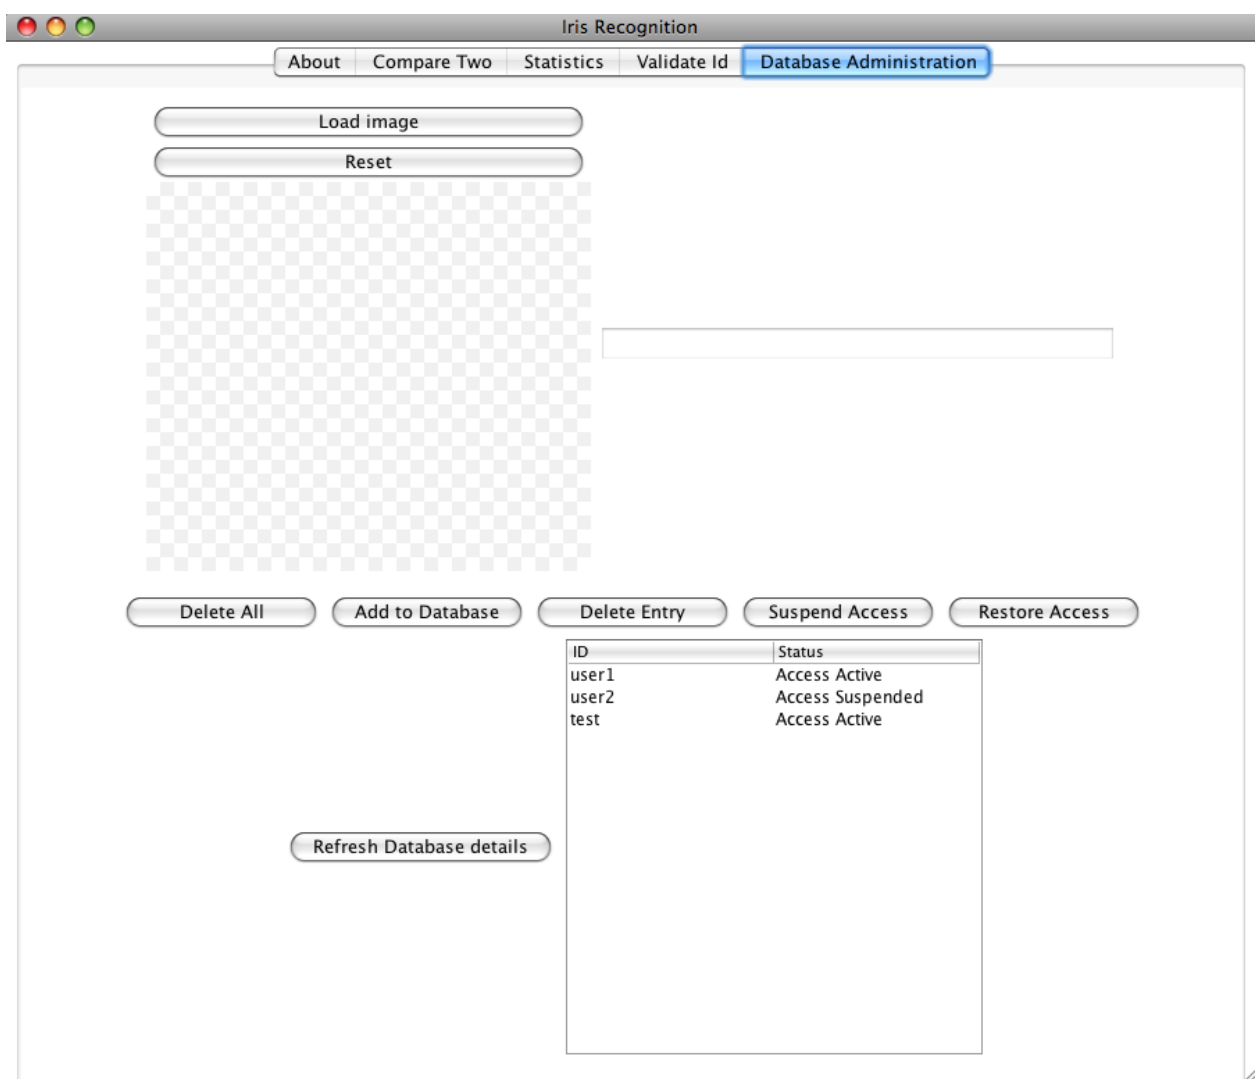 Iris Recognition
About Compare Two Statistics Validate Id Database Administration
Load image
Reset
Delete All Add to Database Delete Entry Suspend Access Restore Access
ID Status
user1 Access Active
user2 Access Suspended
test Access Active
Refresh Database details